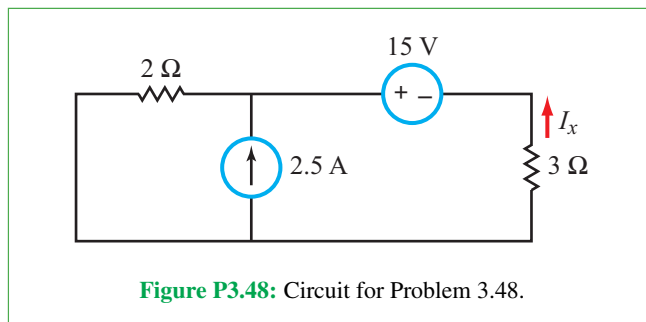 15 V
2 Ω
+ −
I_x
2.5 A
3 Ω
Figure P3.48: Circuit for Problem 3.48.